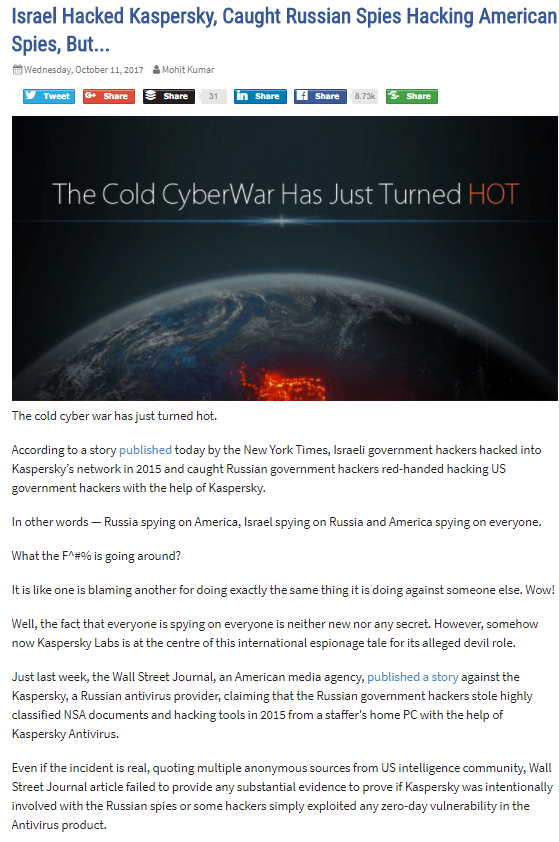 Israel Hacked Kaspersky, Caught Russian Spies Hacking American
Spies, But...
Wednesday, October 11, 2017 Mohit Kumar
Tweet Share Share 31 Share Share 8.73k Share
The Cold CyberWar Has Just Turned HOT
The cold cyber war has just turned hot.
According to a story published today by the New York Times, Israeli government hackers hacked into
Kaspersky's network in 2015 and caught Russian government hackers red-handed hacking US
government hackers with the help of Kaspersky.
In other words — Russia spying on America, Israel spying on Russia and America spying on everyone.
What the F^#% is going around?
It is like one is blaming another for doing exactly the same thing it is doing against someone else. Wow!
Well, the fact that everyone is spying on everyone is neither new nor any secret. However, somehow
now Kaspersky Labs is at the centre of this international espionage tale for its alleged devil role.
Just last week, the Wall Street Journal, an American media agency, published a story against the
Kaspersky, a Russian antivirus provider, claiming that the Russian government hackers stole highly
classified NSA documents and hacking tools in 2015 from a staffer's home PC with the help of
Kaspersky Antivirus.
Even if the incident is real, quoting multiple anonymous sources from US intelligence community, Wall
Street Journal article failed to provide any substantial evidence to prove if Kaspersky was intentionally
involved with the Russian spies or some hackers simply exploited any zero-day vulnerability in the
Antivirus product.